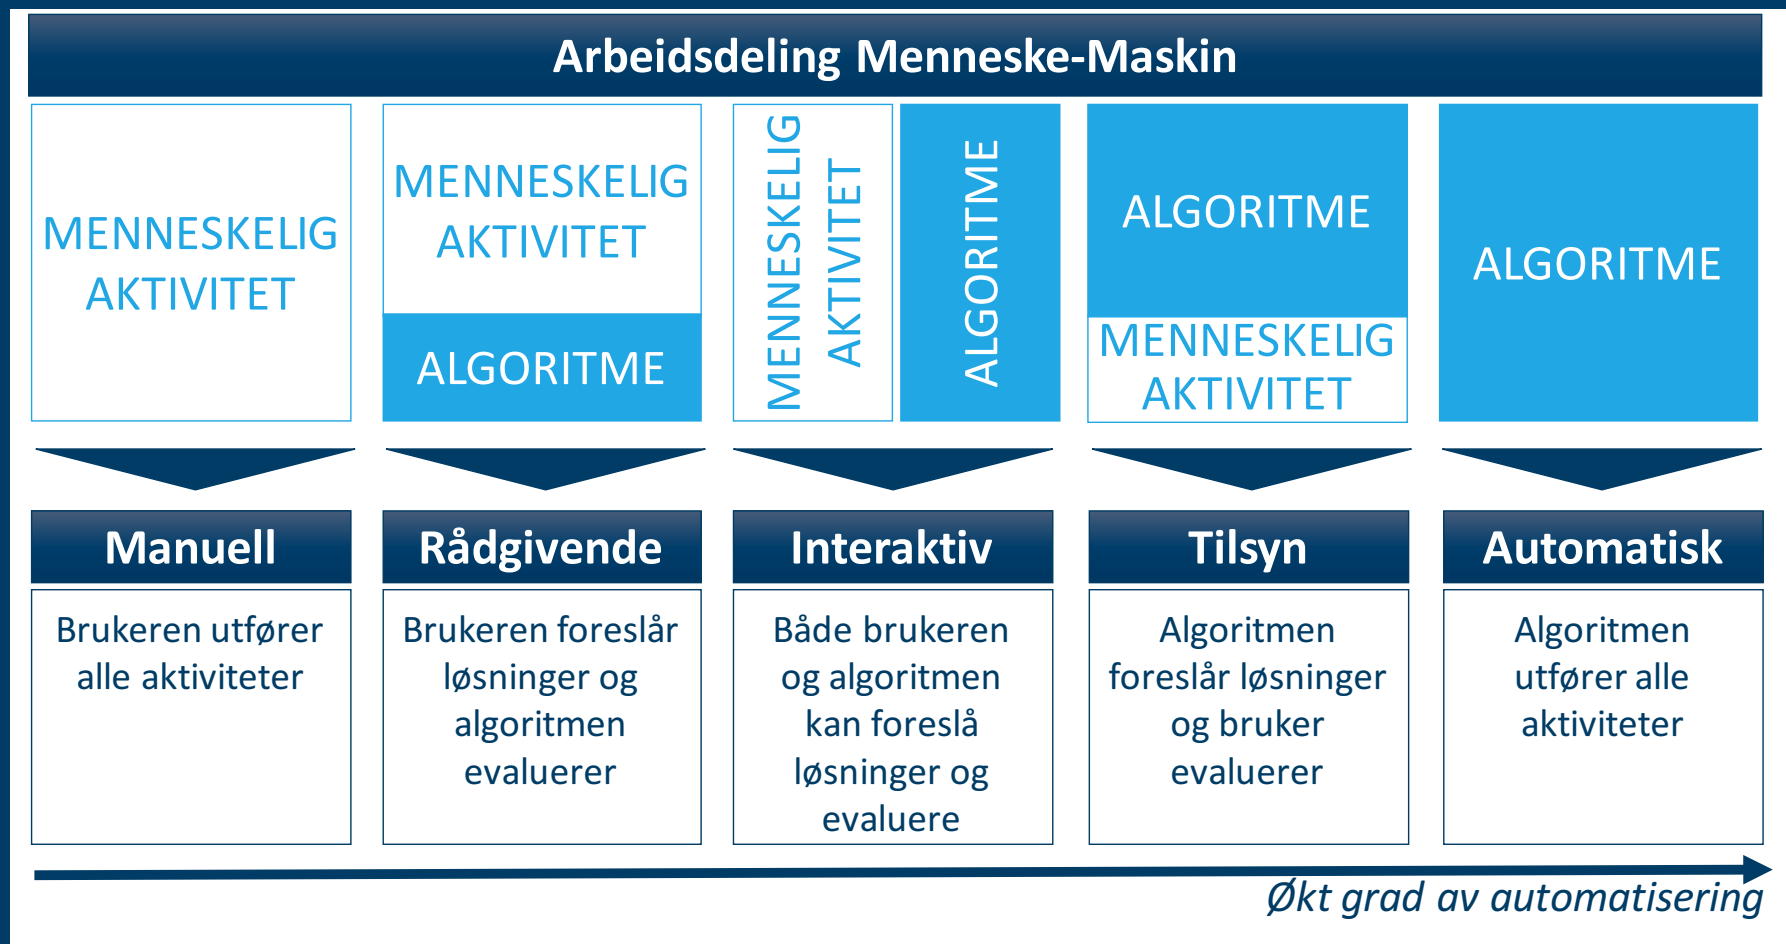 Arbeidsdeling Menneske-Maskin
MENNESKELIG
AKTIVITET
MENNESKELIG
AKTIVITET
ALGORITME
MENNESKELIG
AKTIVITET
ALGORITME
ALGORITME
MENNESKELIG
AKTIVITET
ALGORITME
Manuell
Brukeren utfører
alle aktiviteter
Rådgivende
Brukeren foreslår
løsninger og
algoritmen
evaluerer
Interaktiv
Både brukeren
og algoritmen
kan foreslå
løsninger og
evaluere
Tilsyn
Algoritmen
foreslår løsninger
og bruker
evaluerer
Automatisk
Algoritmen
utfører alle
aktiviteter
Økt grad av automatisering